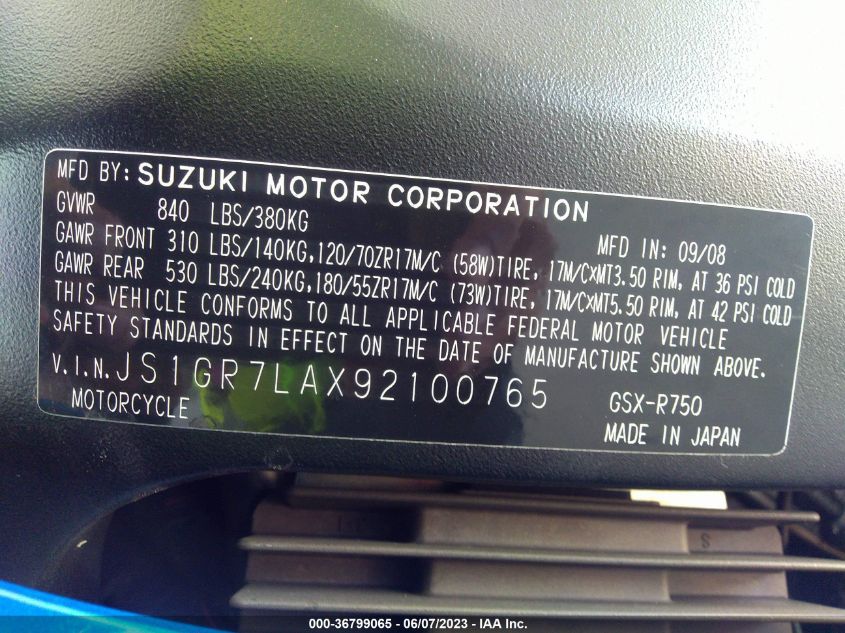 MFD BY: SUZUKI MOTOR CORPORATION
GVWR 840 LBS/380KG MFD IN: 09/08
GAWR FRONT 310 LBS/140KG,120/70ZR17M/C (58W)TIRE, 17M/C×MT3.50 RIM, AT 36 PSI COLD
GAWR REAR 530 LBS/240KG,180/55ZR17M/C (73W)TIRE, 17M/C×MT5.50 RIM, AT 42 PSI COLD
THIS VEHICLE CONFORMS TO ALL APPLICABLE FEDERAL MOTOR VEHICLE
SAFETY STANDARDS IN EFFECT ON THE DATE OF MANUFACTURE SHOWN ABOVE.
V.I.N.JS1GR7LAX92100765 GSX-R750
MOTORCYCLE MADE IN JAPAN
S
000-36799065 - 06/07/2023 - IAA Inc.